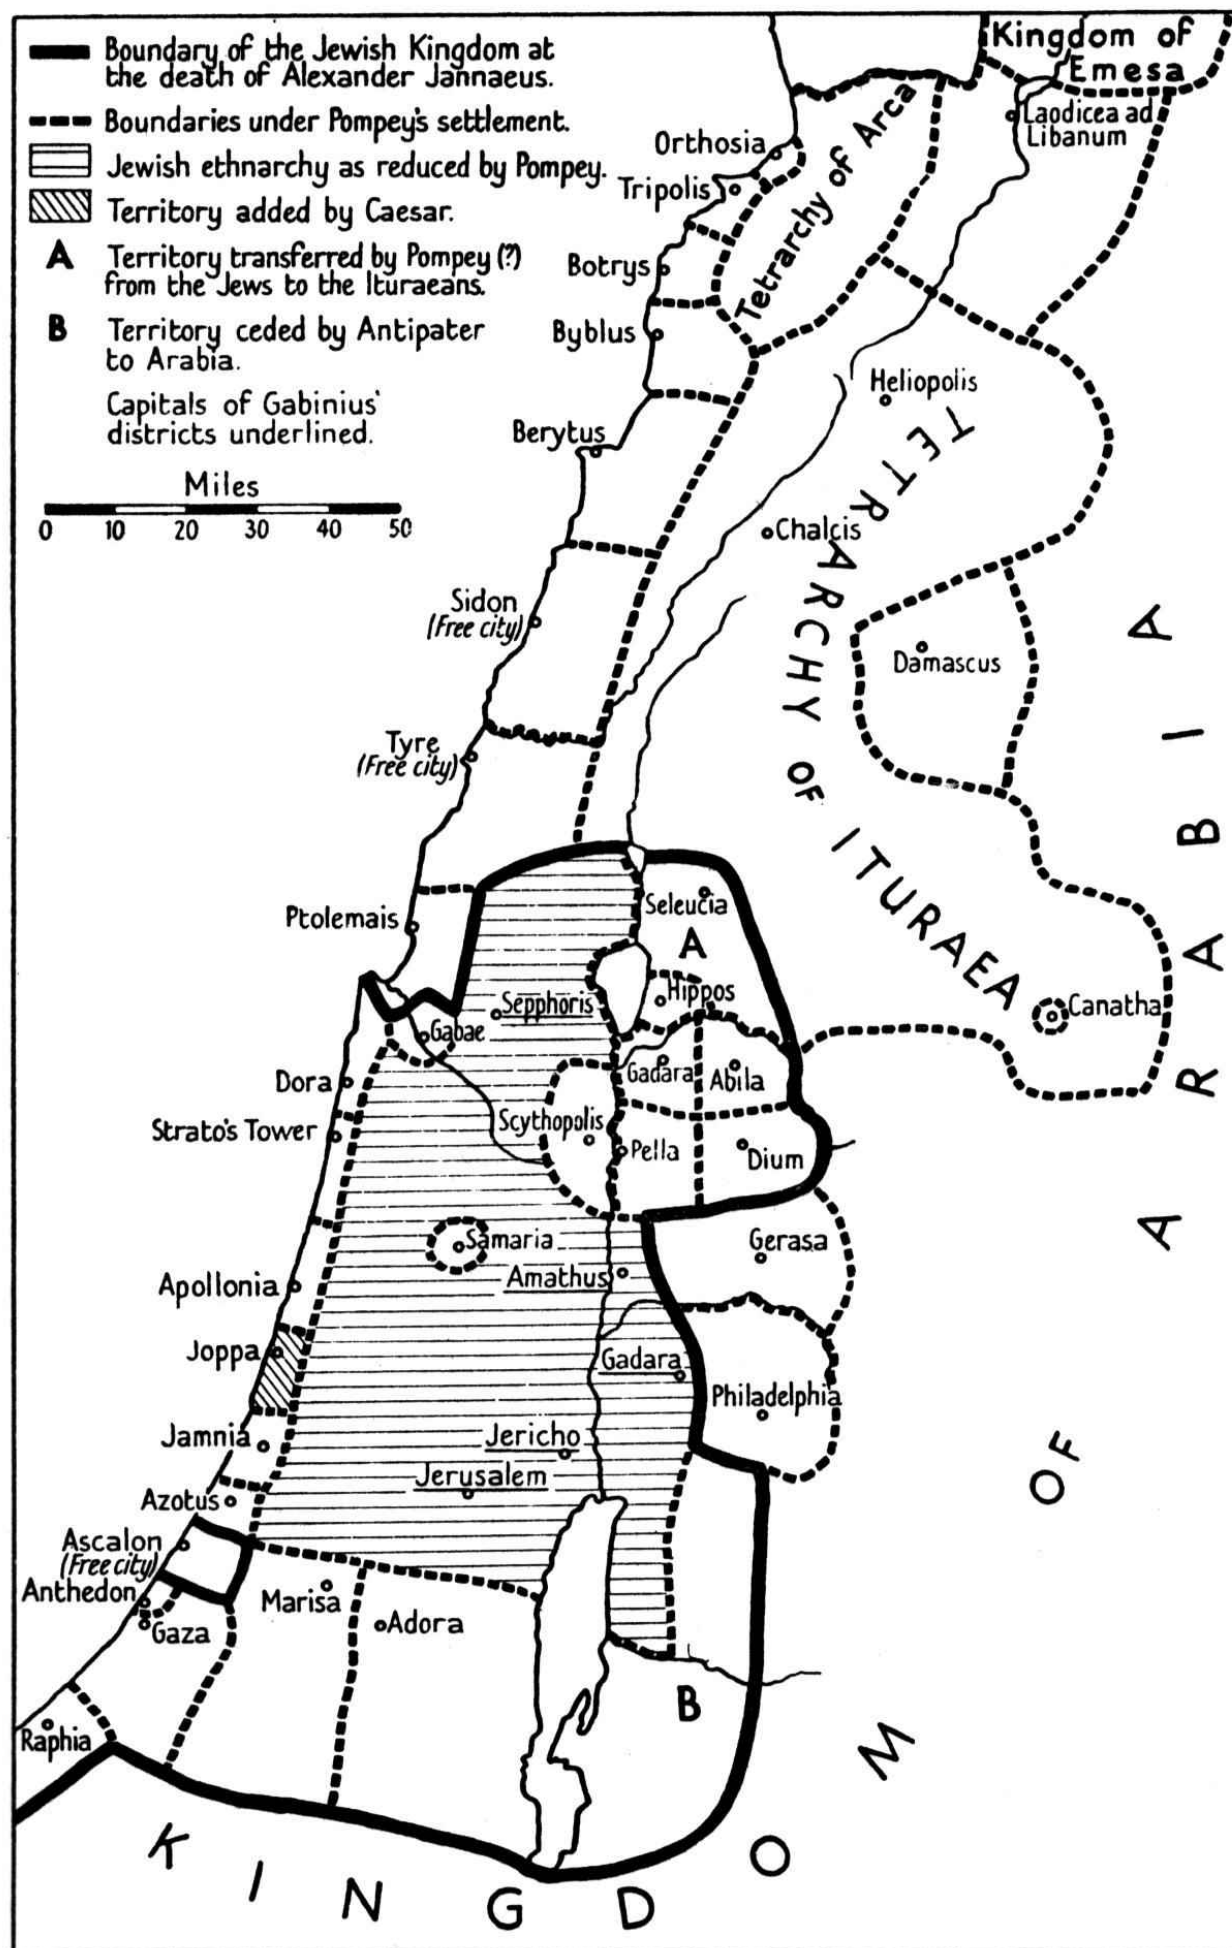 Boundary of the Jewish Kingdom at
the death of Alexander Jannaeus.
Boundaries under Pompey's settlement.
Jewish ethnarchy as reduced by Pompey.
Territory added by Caesar.
A Territory transferred by Pompey (?)
from the Jews to the Ituraeans.
B Territory ceded by Antipater
to Arabia.
Capitals of Gabinius'
districts underlined.
Miles
0 10 20 30 40 50
Kingdom of
Emesa
Laodicea ad
Libanum
Orthosia
Tripolis
Tetrarchy of Arca
Botrys
Byblus
Heliopolis
Berytus
TETRARCHY OF ITURAEA
Chalcis
Sidon
(Free city)
Damascus
Tyre
(Free city)
Seleucia
Ptolemais
A
Hippos
Sepphoris
Canatha
Gabae
Gadara
Abila
Dora
Scythopolis
Strato's Tower
Pella
Dium
Samaria
Gerasa
Amathus
Apollonia
Joppa
Gadara
Philadelphia
Jamnia
Jericho
Jerusalem
Azotus
Ascalon
(Free city)
Anthedon
Marisa
Adora
Gaza
B
Raphia
KINGDOM OF ARABIA